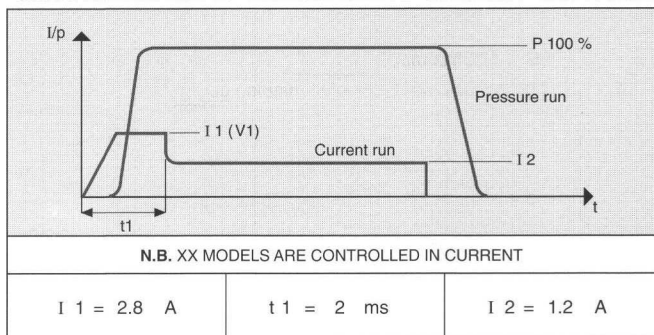 I/p
P 100 %
Pressure run
I 1 (V1)
Current run
I 2
t
t1
N.B. XX MODELS ARE CONTROLLED IN CURRENT
I 1 = 2.8 A
t 1 = 2 ms
I 2 = 1.2 A